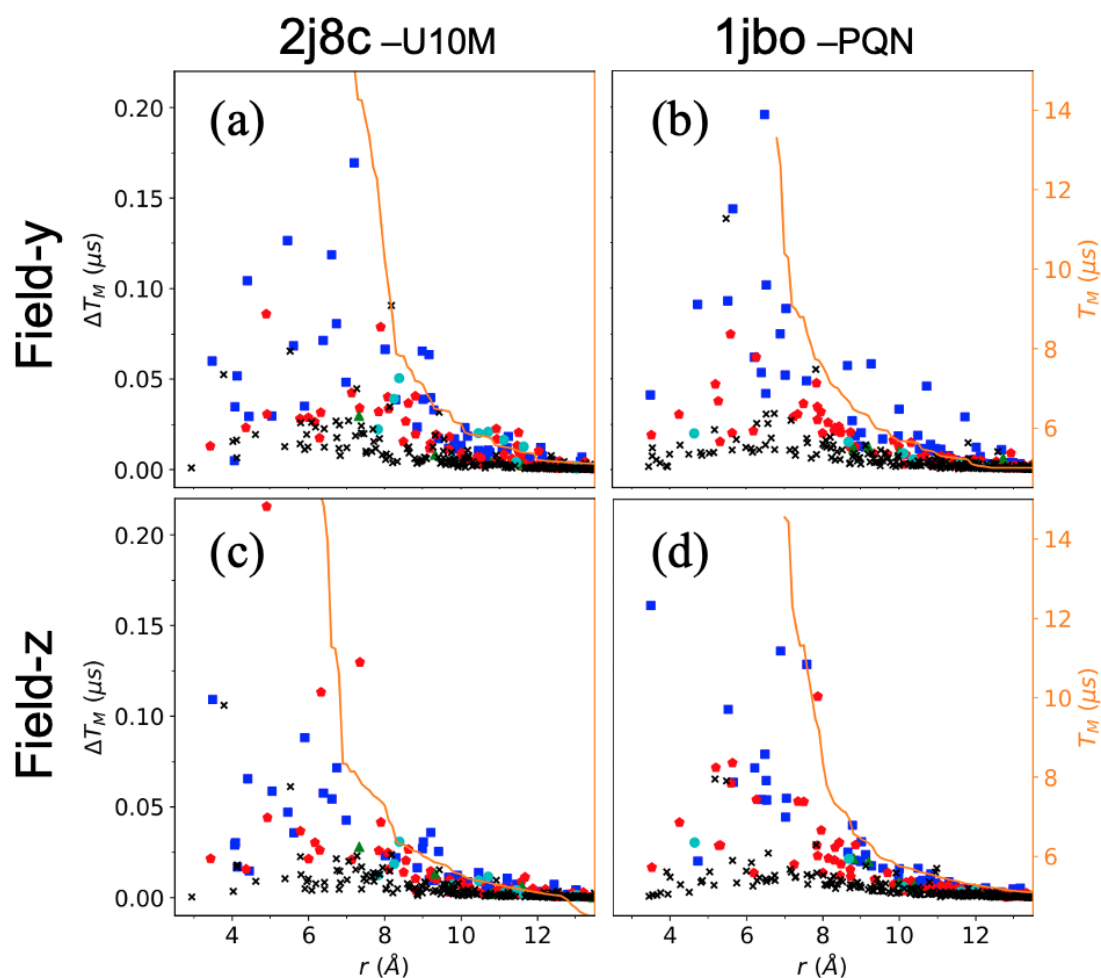 2j8c –U10M
1jbo –PQN
Field-y
(a)
0.20
0.15
0.10
0.05
0.00
ΔT_M (μs)
(b)
14
12
10
8
6
T_M (μs)
Field-z
(c)
0.20
0.15
0.10
0.05
0.00
ΔT_M (μs)
4
6
8
10
12
r (Å)
(d)
14
12
10
8
6
T_M (μs)
4
6
8
10
12
r (Å)